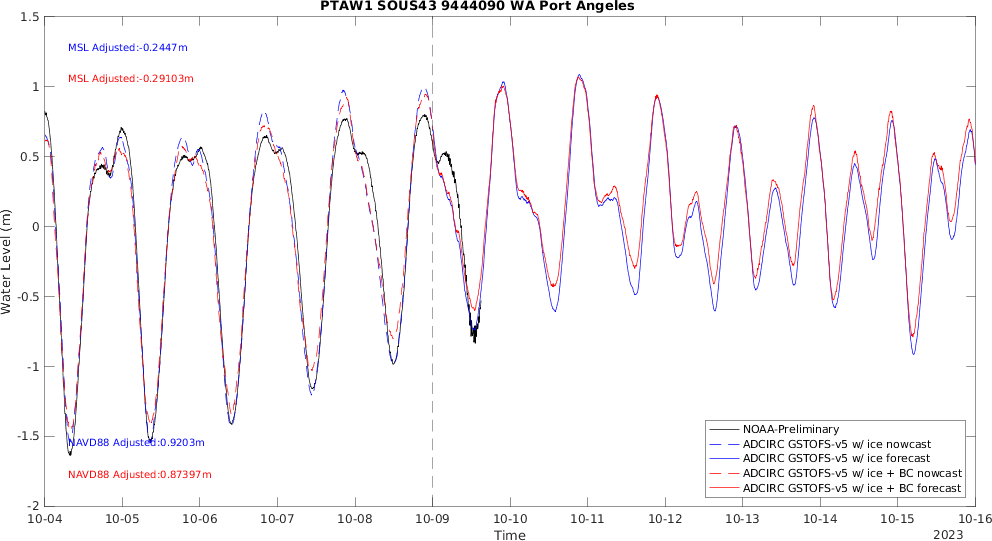 PTAW1 SOUS43 9444090 WA Port Angeles
1.5
MSL Adjusted:-0.2447m
MSL Adjusted:-0.29103m
1
0.5
0
-0.5
-1
-1.5
-2
Water Level (m)
NAVD88 Adjusted:0.9203m
NAVD88 Adjusted:0.87397m
NOAA-Preliminary
ADCIRC GSTOFS-v5 w/ ice nowcast
ADCIRC GSTOFS-v5 w/ ice forecast
ADCIRC GSTOFS-v5 w/ ice + BC nowcast
ADCIRC GSTOFS-v5 w/ ice + BC forecast
10-04 10-05 10-06 10-07 10-08 10-09 10-10 10-11 10-12 10-13 10-14 10-15 10-16
Time
2023